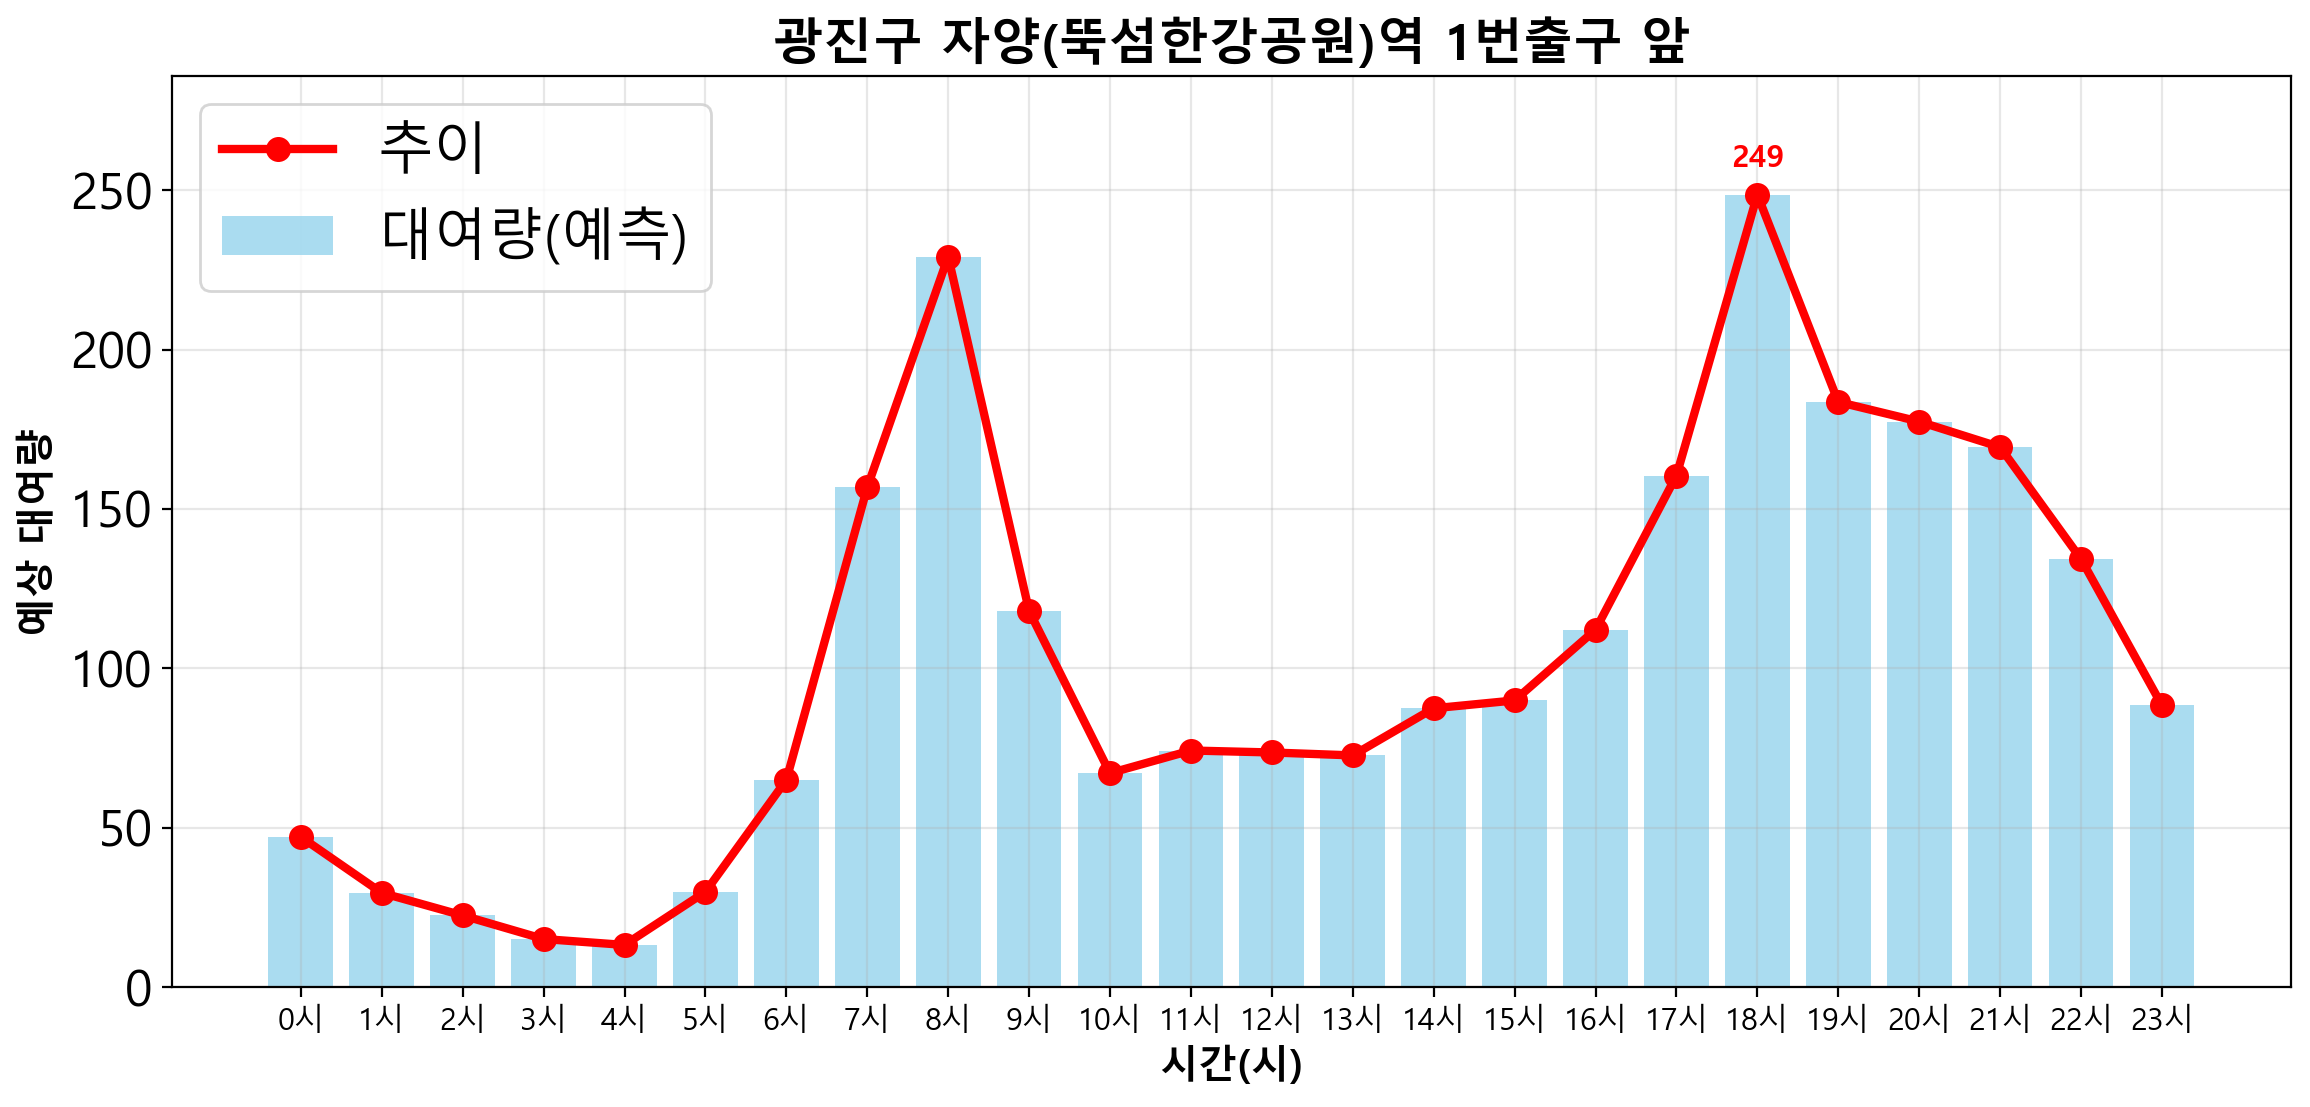 광진구 자양(뚝섬한강공원)역 1번출구 앞
추이
대여량(예측)
249
예상 대여량
250
200
150
100
50
0
0시 1시 2시 3시 4시 5시 6시 7시 8시 9시 10시 11시 12시 13시 14시 15시 16시 17시 18시 19시 20시 21시 22시 23시
시간(시)